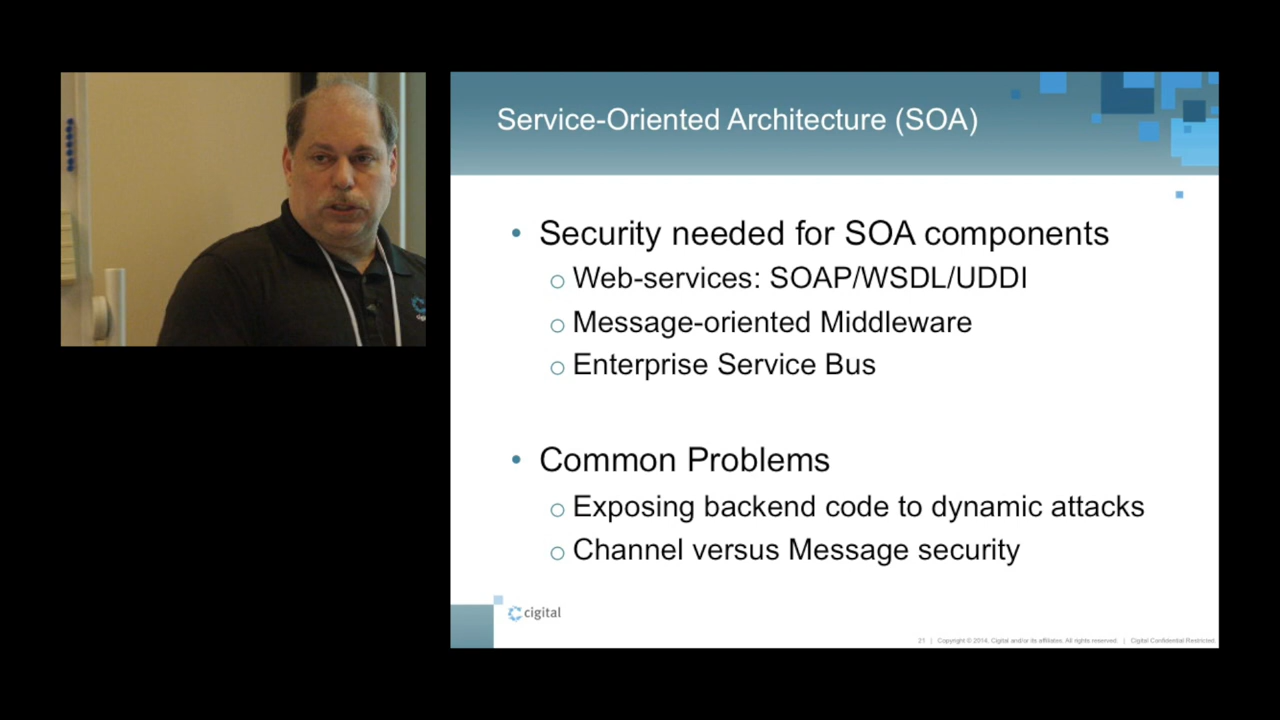 Service-Oriented Architecture (SOA)
• Security needed for SOA components
o Web-services: SOAP/WSDL/UDDI
o Message-oriented Middleware
o Enterprise Service Bus
• Common Problems
o Exposing backend code to dynamic attacks
o Channel versus Message security
cigital
21 | Copyright © 2014, Cigital and/or its affiliates. All rights reserved. | Cigital Confidential Restricted.